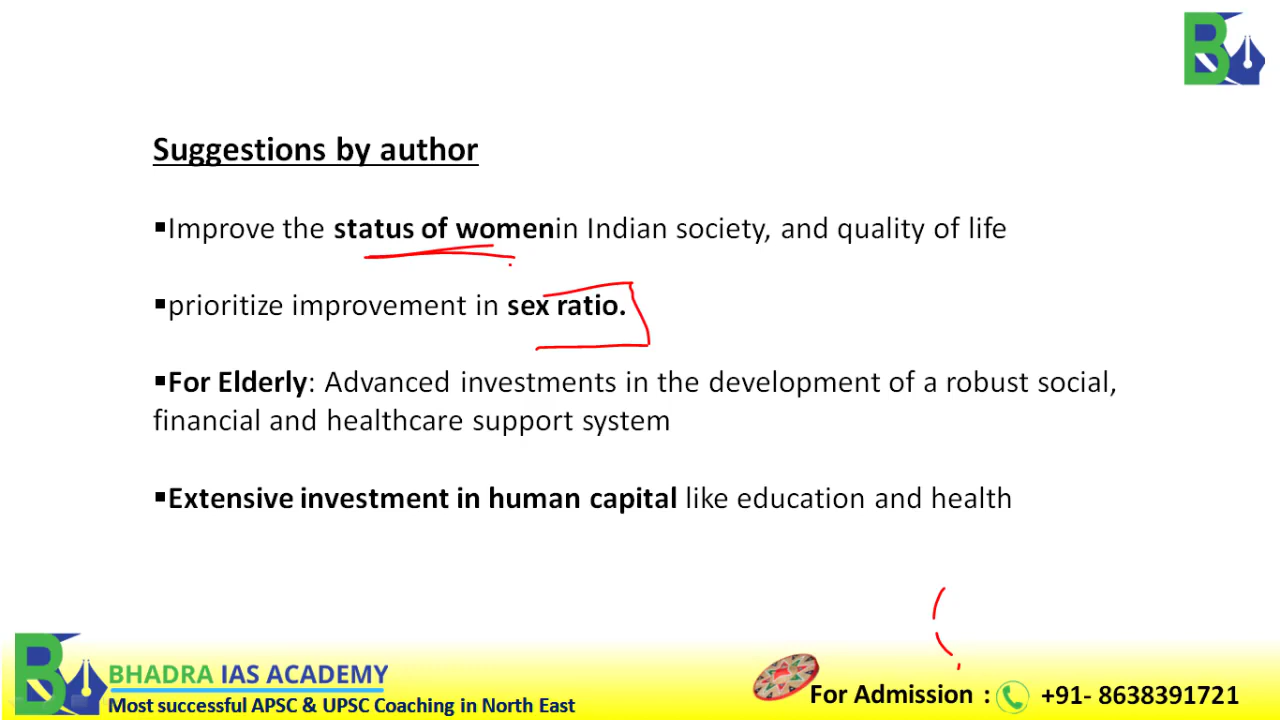 Suggestions by author
▪Improve the status of womenin Indian society, and quality of life
▪prioritize improvement in sex ratio.
▪For Elderly: Advanced investments in the development of a robust social,
financial and healthcare support system
▪Extensive investment in human capital like education and health
BHADRA IAS ACADEMY
Most successful APSC & UPSC Coaching in North East
For Admission : +91- 8638391721